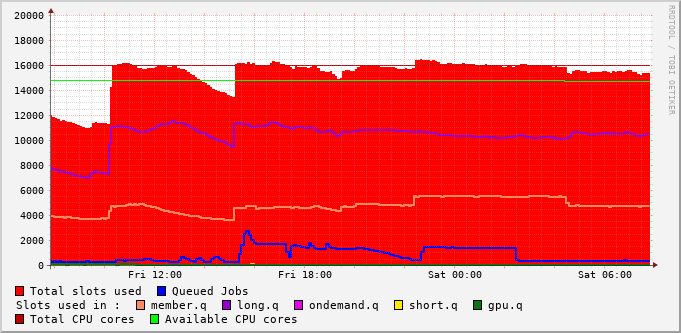 20000
18000
16000
14000
12000
10000
8000
6000
4000
2000
0
Fri 12:00 Fri 18:00 Sat 00:00 Sat 06:00
RRDTOOL / TOBI OETIKER
Total slots used Queued Jobs
Slots used in : member.q long.q ondemand.q short.q gpu.q
Total CPU cores Available CPU cores